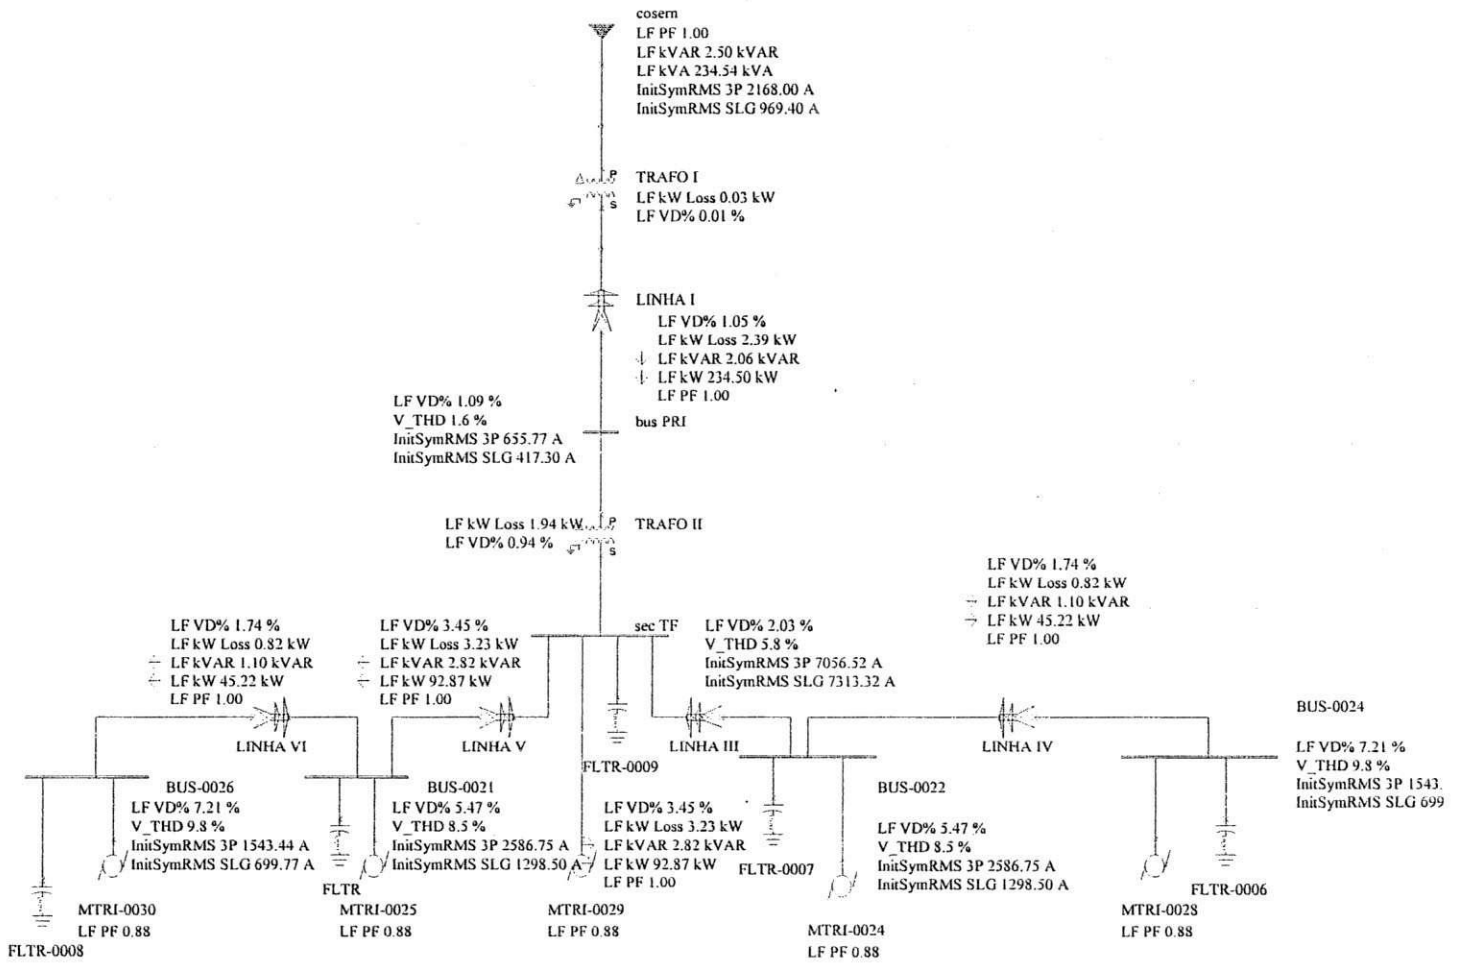 cosern
LF PF 1.00
LF kVAR 2.50 kVAR
LF kVA 234.54 kVA
InitSymRMS 3P 2168.00 A
InitSymRMS SLG 969.40 A
P
TRAFO I
S
LF kW Loss 0.03 kW
LF VD% 0.01 %
LINHA I
LF VD% 1.05 %
LF kW Loss 2.39 kW
LF kVAR 2.06 kVAR
LF kW 234.50 kW
LF PF 1.00
LF VD% 1.09 %
V_THD 1.6 %
InitSymRMS 3P 655.77 A
InitSymRMS SLG 417.30 A
bus PRI
LF kW Loss 1.94 kW
LF VD% 0.94 %
P
TRAFO II
S
LF VD% 1.74 %
LF kW Loss 0.82 kW
LF kVAR 1.10 kVAR
LF kW 45.22 kW
LF PF 1.00
LF VD% 1.74 %
LF kW Loss 0.82 kW
LF kVAR 1.10 kVAR
LF kW 45.22 kW
LF PF 1.00
LF VD% 3.45 %
LF kW Loss 3.23 kW
LF kVAR 2.82 kVAR
LF kW 92.87 kW
LF PF 1.00
sec TF
LF VD% 2.03 %
V_THD 5.8 %
InitSymRMS 3P 7056.52 A
InitSymRMS SLG 7313.32 A
LINHA VI
LINHA V
FLTR-0009
LINHA III
LINHA IV
BUS-0024
LF VD% 7.21 %
V_THD 9.8 %
InitSymRMS 3P 1543.
InitSymRMS SLG 699
BUS-0026
LF VD% 7.21 %
V_THD 9.8 %
InitSymRMS 3P 1543.44 A
InitSymRMS SLG 699.77 A
BUS-0021
LF VD% 5.47 %
V_THD 8.5 %
InitSymRMS 3P 2586.75 A
InitSymRMS SLG 1298.50 A
LF VD% 3.45 %
LF kW Loss 3.23 kW
LF kVAR 2.82 kVAR
LF kW 92.87 kW
LF PF 1.00
BUS-0022
LF VD% 5.47 %
V_THD 8.5 %
InitSymRMS 3P 2586.75 A
InitSymRMS SLG 1298.50 A
FLTR-0007
FLTR
FLTR-0006
MTRI-0030
LF PF 0.88
MTRI-0025
LF PF 0.88
MTRI-0029
LF PF 0.88
MTRI-0024
LF PF 0.88
MTRI-0028
LF PF 0.88
FLTR-0008